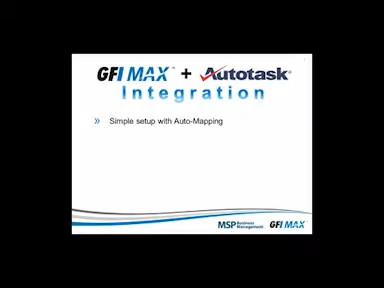 GFI MAX™ + Autotask®
Integration
» Simple setup with Auto-Mapping
MSP Business Management GFI MAX